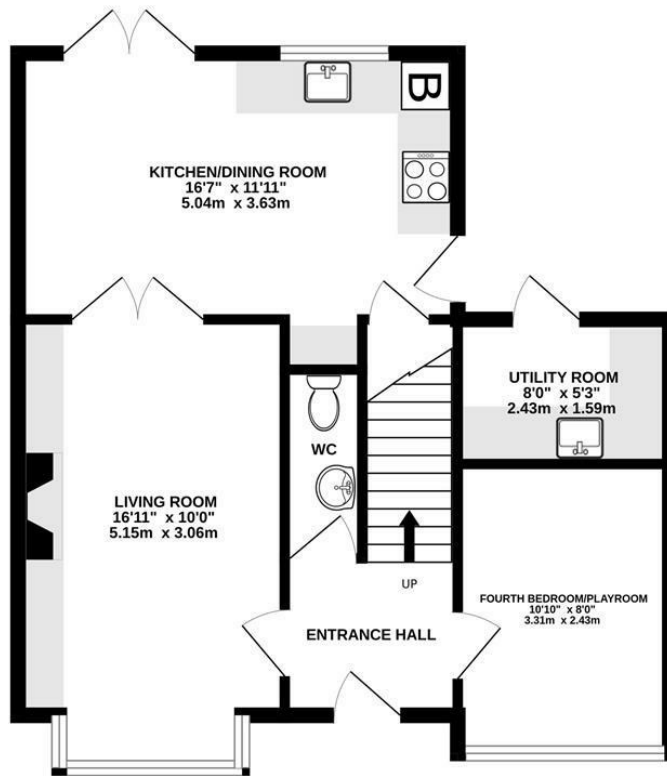 B
KITCHEN/DINING ROOM
16'7" x 11'11"
5.04m x 3.63m
UTILITY ROOM
8'0" x 5'3"
2.43m x 1.59m
WC
LIVING ROOM
16'11" x 10'0"
5.15m x 3.06m
UP
FOURTH BEDROOM/PLAYROOM
10'10" x 8'0"
3.31m x 2.43m
ENTRANCE HALL